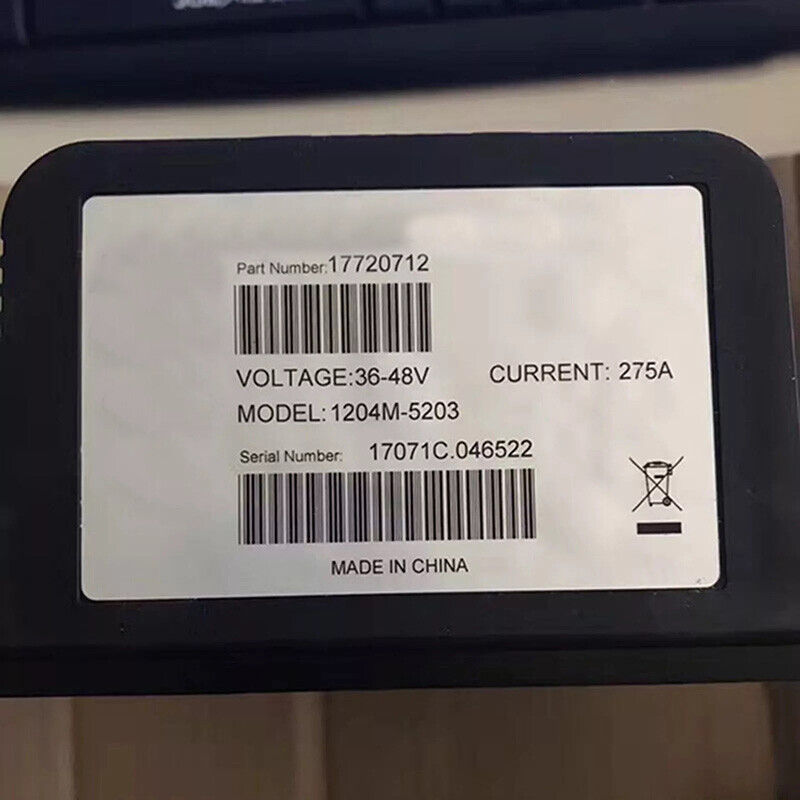 Part Number:17720712
VOLTAGE:36-48V CURRENT: 275A
MODEL:1204M-5203
Serial Number: 17071C.046522
MADE IN CHINA